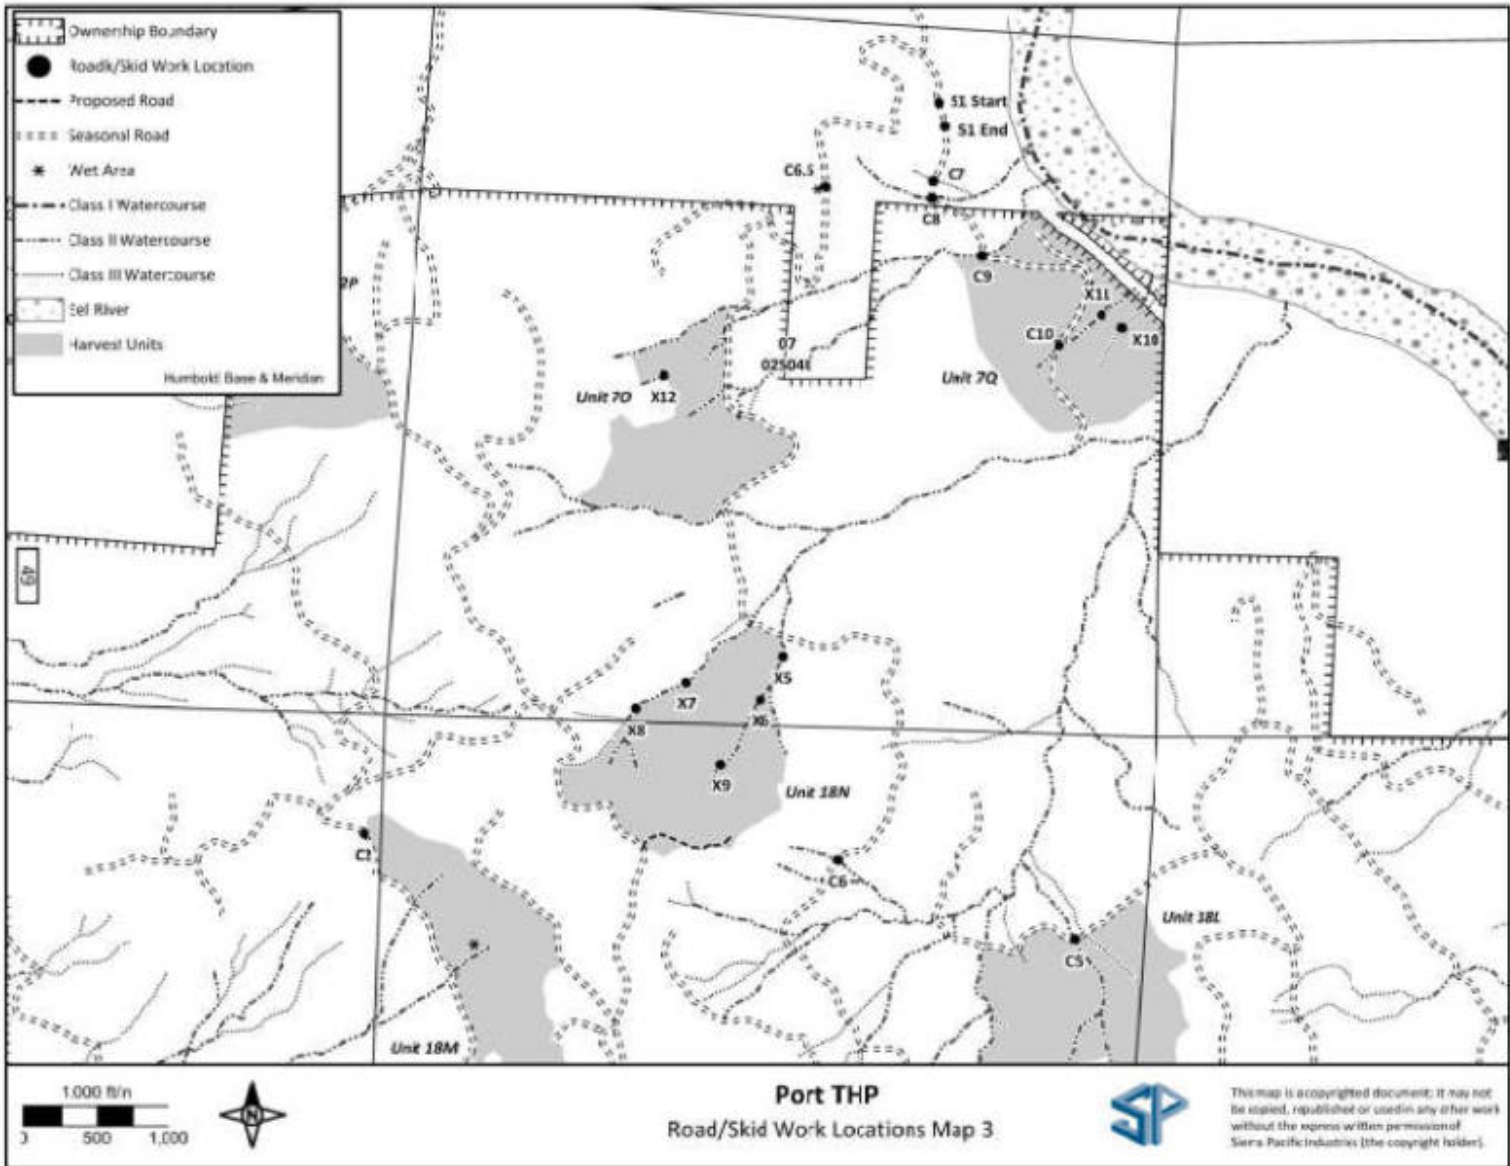 Ownership Boundary
Roadk/Skid Work Location
Proposed Road
Seasonal Road
Wet Area
Class I Watercourse
Class II Watercourse
Class III Watercourse
Eel River
Harvest Units
Humboldt Base & Meridian
S1 Start
S1 End
C6.5
C7
C8
C9
2P
X11
C10
X10
07
02S04E
Unit 7Q
Unit 7O
X12
49
X5
X7
X6
X8
X9
Unit 18N
C6
Unit 18L
C5
Unit 18M
1,000 ft/in
0 500 1,000
N
Port THP
Road/Skid Work Locations Map 3
SP
This map is a copyrighted document; it may not
be copied, republished or used in any other work
without the express written permission of
Sierra Pacific Industries (the copyright holder).